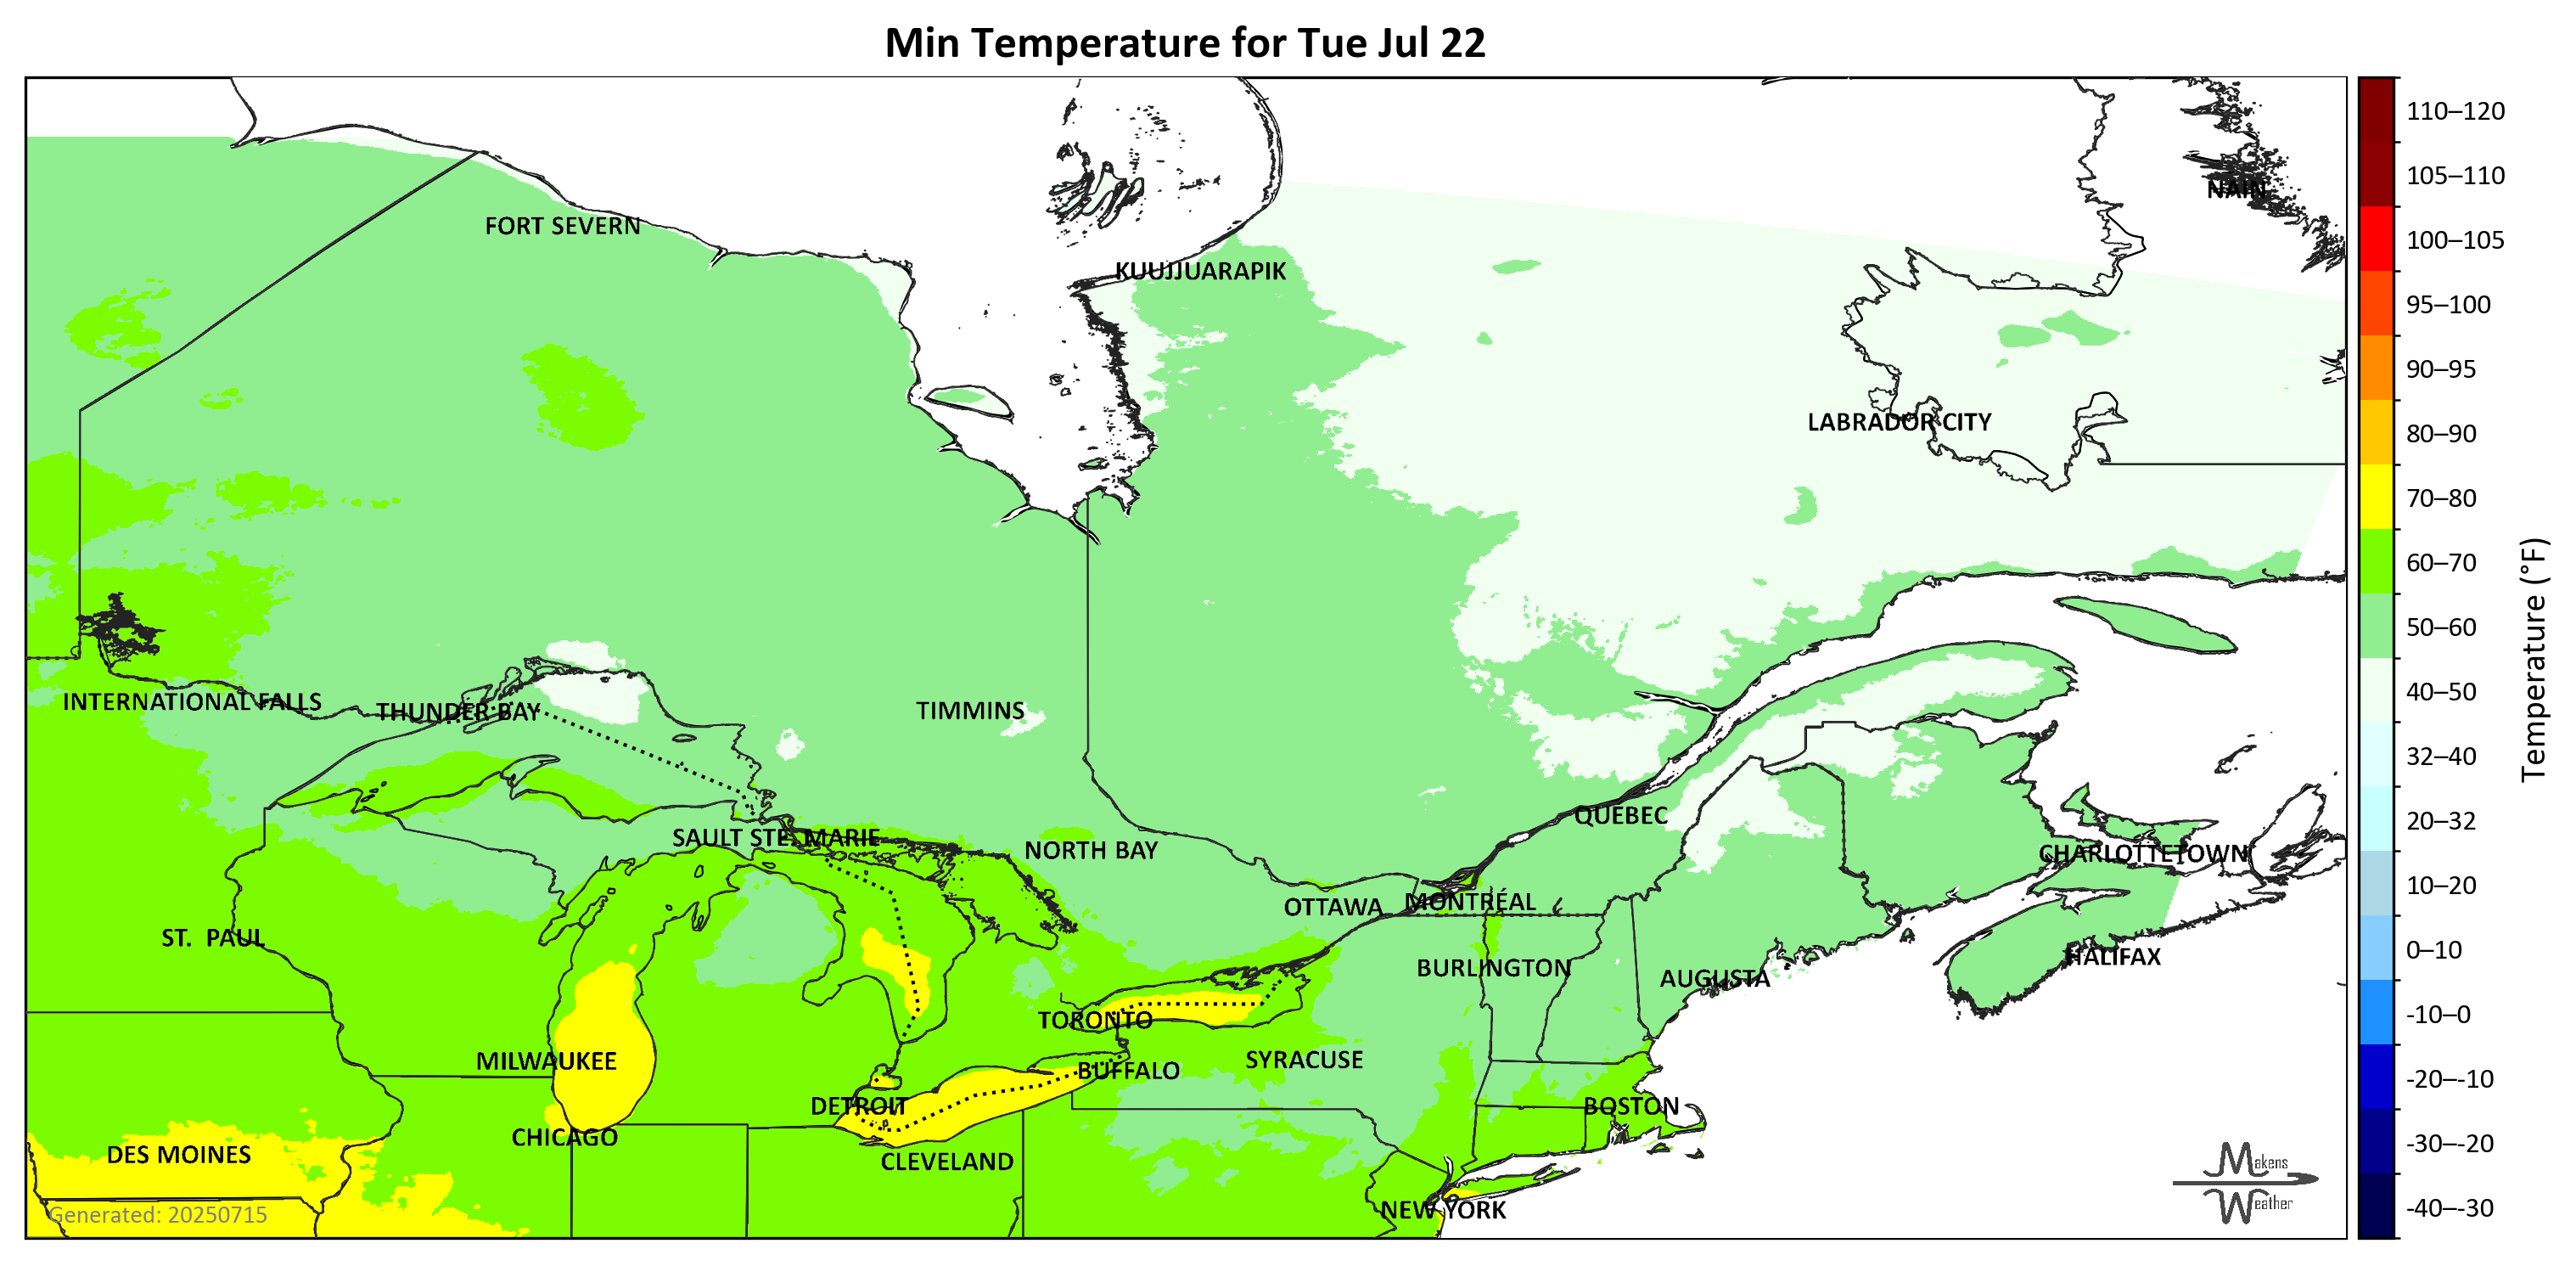 Min Temperature for Tue Jul 22
110–120
105–110
100–105
95–100
90–95
80–90
70–80
60–70
50–60
40–50
32–40
20–32
10–20
0–10
-10–0
-20–-10
-30–-20
-40–-30
Temperature (°F)
NAIN
FORT SEVERN
KUUJJUARAPIK
LABRADOR CITY
INTERNATIONAL FALLS
THUNDER BAY
TIMMINS
SAULT STE. MARIE
NORTH BAY
QUÉBEC
CHARLOTTETOWN
OTTAWA
MONTRÉAL
ST. PAUL
HALIFAX
BURLINGTON
AUGUSTA
TORONTO
MILWAUKEE
SYRACUSE
BUFFALO
DETROIT
BOSTON
CHICAGO
DES MOINES
CLEVELAND
NEW YORK
Generated: 20250715
Makens
Weather